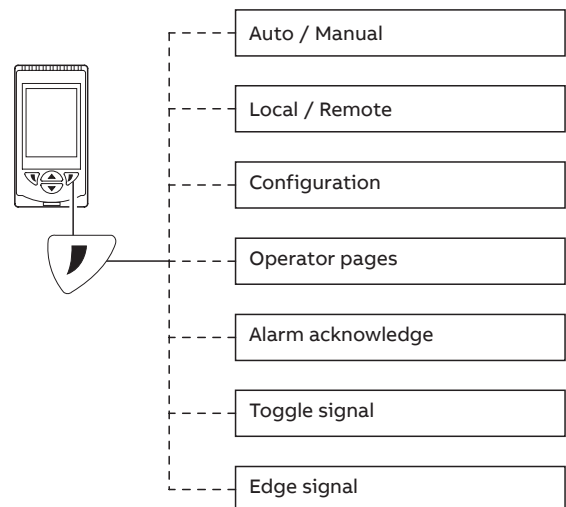 Auto / Manual
Local / Remote
Configuration
Operator pages
Alarm acknowledge
Toggle signal
Edge signal